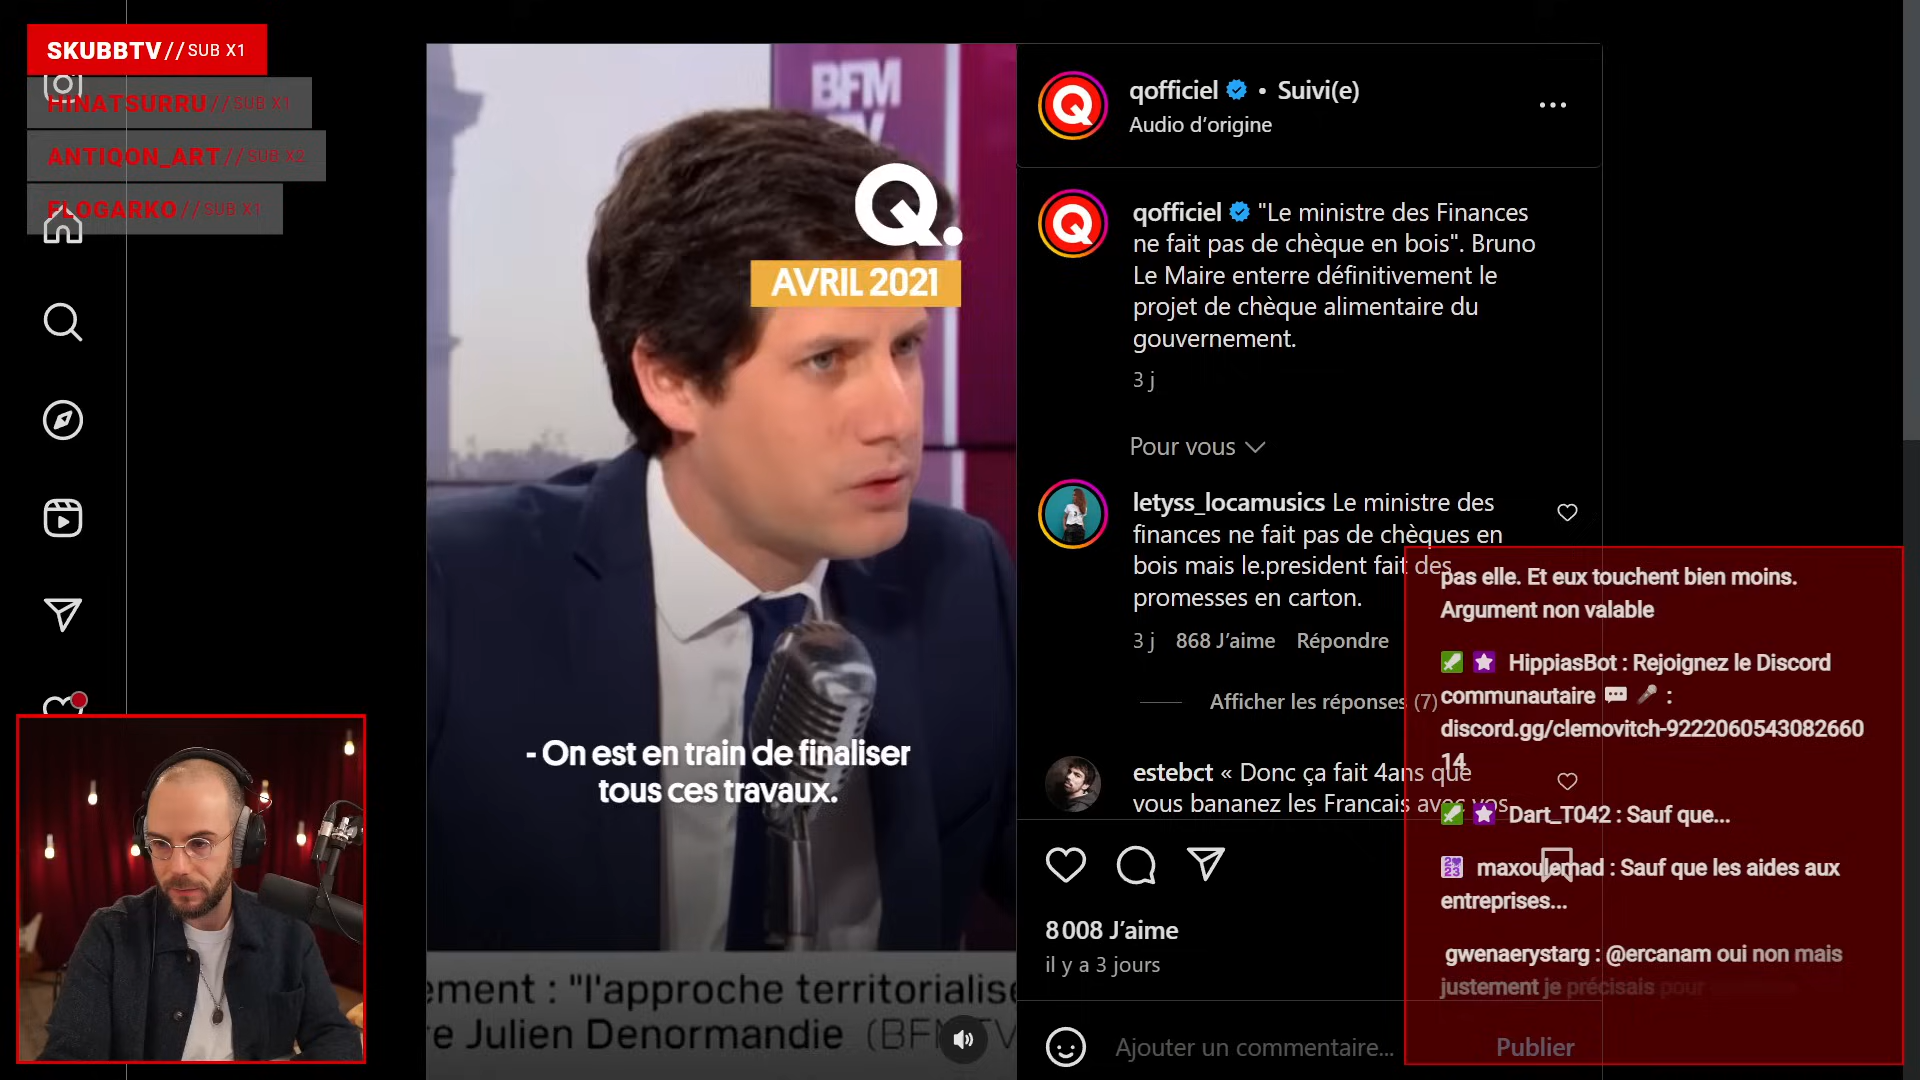 SKUBBTV//SUB X1
HINATSURRU//SUB X1
ANTIQON_ART//SUB X2
FLOGARKO//SUB X1
BFM
TV
Q.
AVRIL 2021
- On est en train de finaliser
tous ces travaux.
ement : "l'approche territorialisé
re Julien Denormandie (BFMTV
qofficiel • Suivi(e)
Audio d’origine
qofficiel "Le ministre des Finances
ne fait pas de chèque en bois". Bruno
Le Maire enterre définitivement le
projet de chèque alimentaire du
gouvernement.
3 j
Pour vous
letyss_locamusics Le ministre des
finances ne fait pas de chèques en
bois mais le.president fait des
promesses en carton.
3 j 868 J’aime Répondre
Afficher les réponses (7)
estebct « Donc ça fait 4ans que
vous bananez les Francais avec vos
8 008 J’aime
il y a 3 jours
Ajouter un commentaire...
Publier
pas elle. Et eux touchent bien moins.
Argument non valable
HippiasBot : Rejoignez le Discord
communautaire 💬 🎤 :
discord.gg/clemovitch-9222060543082660
14
Dart_T042 : Sauf que...
maxoulemad : Sauf que les aides aux
entreprises...
gwenaerystarg : @ercanam oui non mais
justement je précisais pour